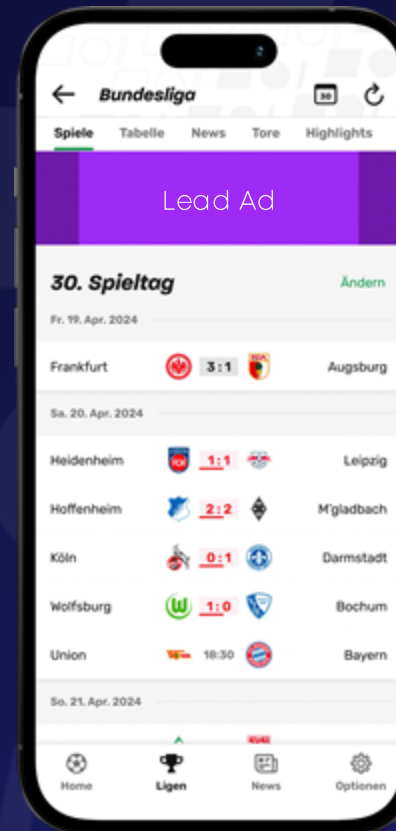 Bundesliga 30
Spiele Tabelle News Tore Highlights
Lead Ad
30. Spieltag Ändern
Fr. 19. Apr. 2024
Frankfurt 3:1 Augsburg
Sa. 20. Apr. 2024
Heidenheim 1:1 Leipzig
Hoffenheim 2:2 M'gladbach
Köln 0:1 Darmstadt
Wolfsburg 1:0 Bochum
Union 18:30 Bayern
So. 21. Apr. 2024
Home Ligen News Optionen